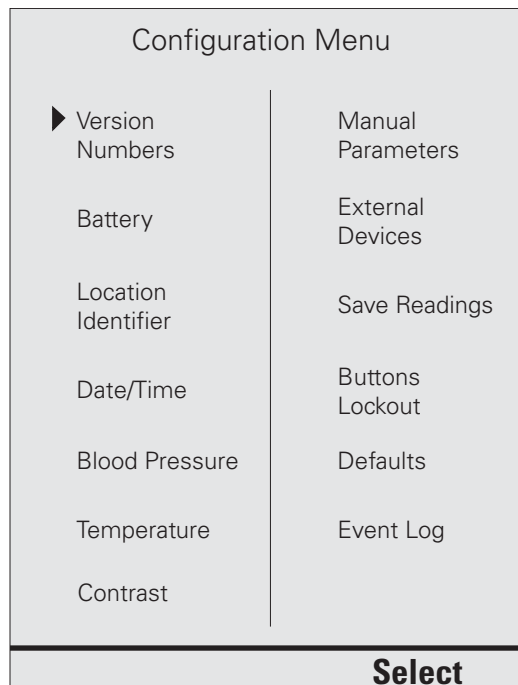 Configuration Menu
Version
Numbers
Battery
Location
Identifier
Date/Time
Blood Pressure
Temperature
Contrast
Manual
Parameters
External
Devices
Save Readings
Buttons
Lockout
Defaults
Event Log
Select